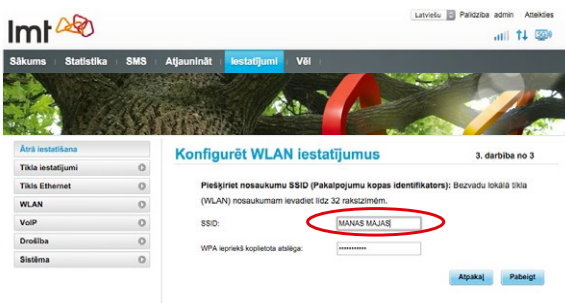 Latviešu Palīdzība admin Atteikties
lmt
Sākums Statistika SMS Atjaunināt Iestatījumi Vēl
Ātrā iestatīšana
Tīkla iestatījumi
Tīkls Ethernet
WLAN
VoIP
Drošība
Sistēma
Konfigurēt WLAN iestatījumus
3. darbība no 3
Piešķiriet nosaukumu SSID (Pakalpojumu kopas identifikators): Bezvadu lokālā tīkla
(WLAN) nosaukumam ievadiet līdz 32 rakstzīmēm.
SSID: MANAS MAJAS
WPA iepriekš koplietota atslēga: •••••••••••
Atpakaļ Pabeigt